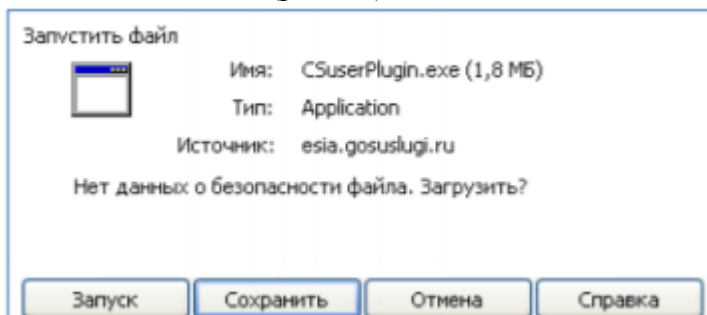 Запустить файл
Имя: CSuserPlugin.exe (1,8 МБ)
Тип: Application
Источник: esia.gosuslugi.ru
Нет данных о безопасности файла. Загрузить?
Запуск Сохранить Отмена Справка